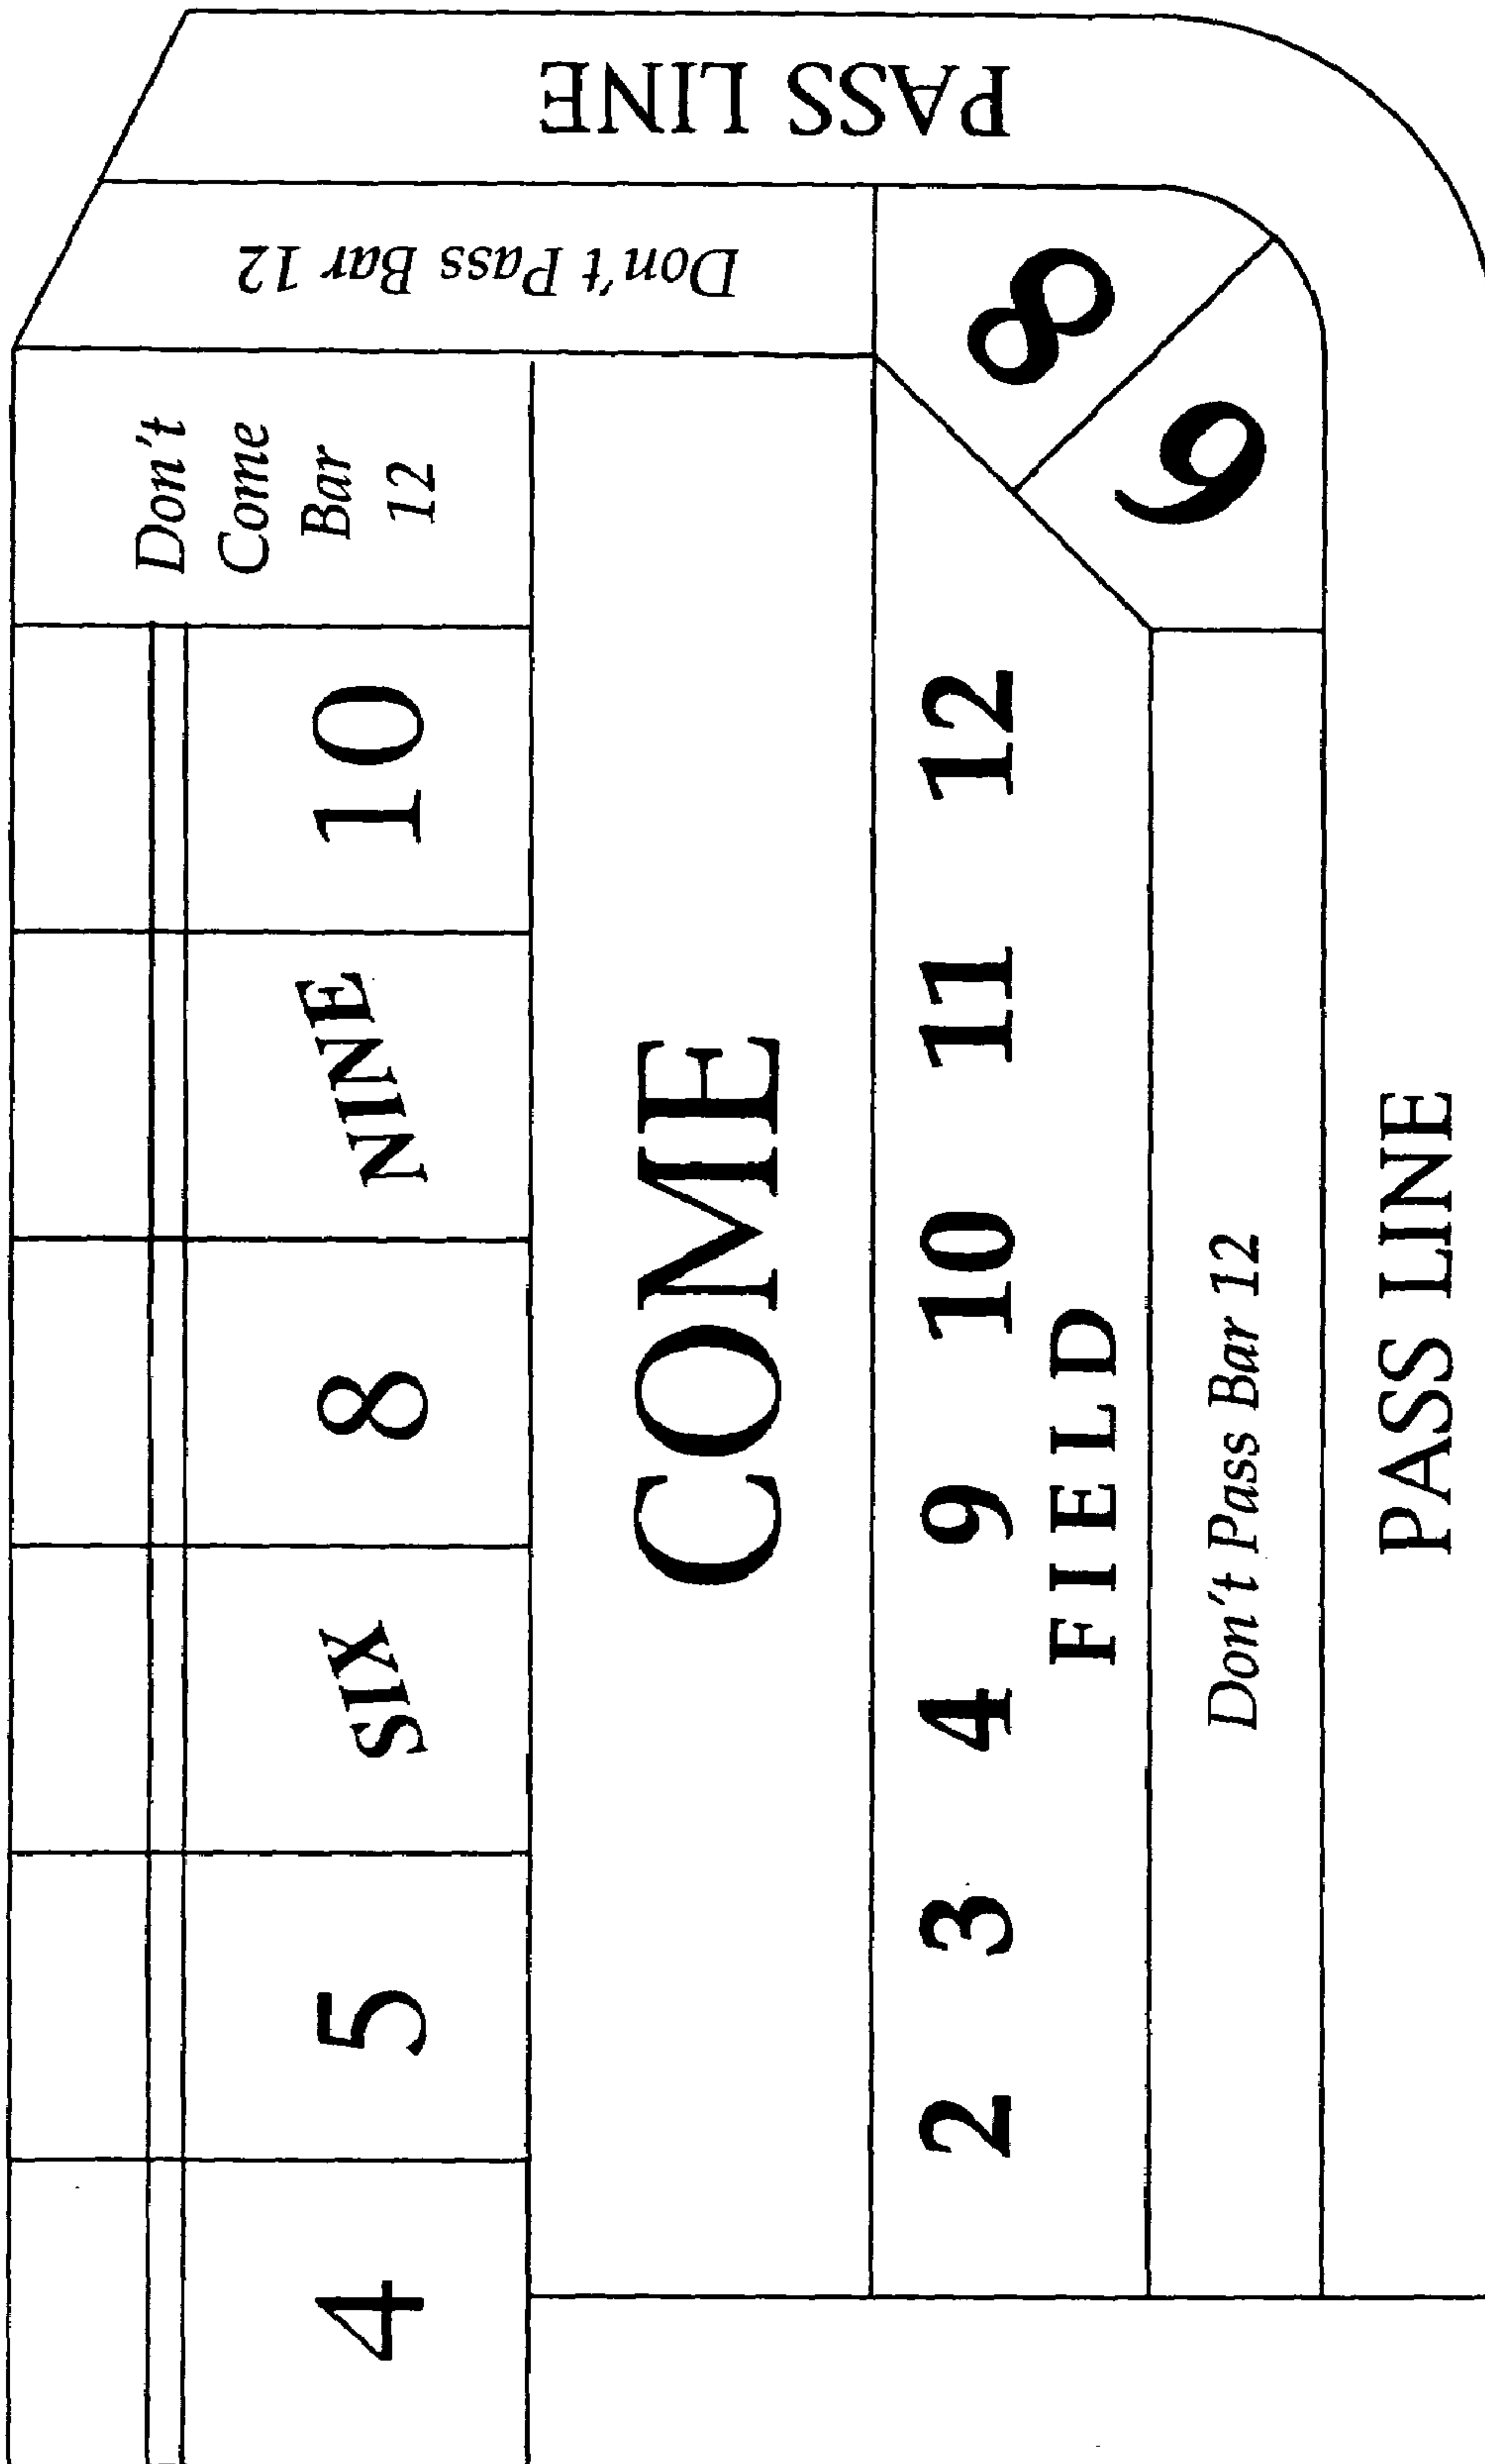 4 5 SIX 8 NINE 10
Don't
Come
Bar
12
COME
2 3 4 9 10 11 12
FIELD
Don't Pass Bar 12
PASS LINE
6
8
Don't Pass Bar 12
PASS LINE